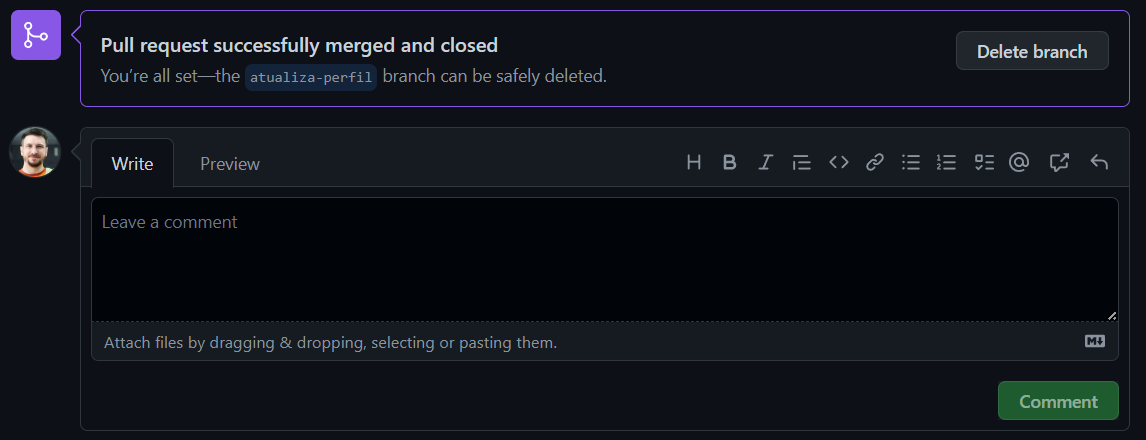 Pull request successfully merged and closed
Delete branch
You’re all set—the atualiza-perfil branch can be safely deleted.
Write
Preview
H B I
Leave a comment
Attach files by dragging & dropping, selecting or pasting them.
Comment